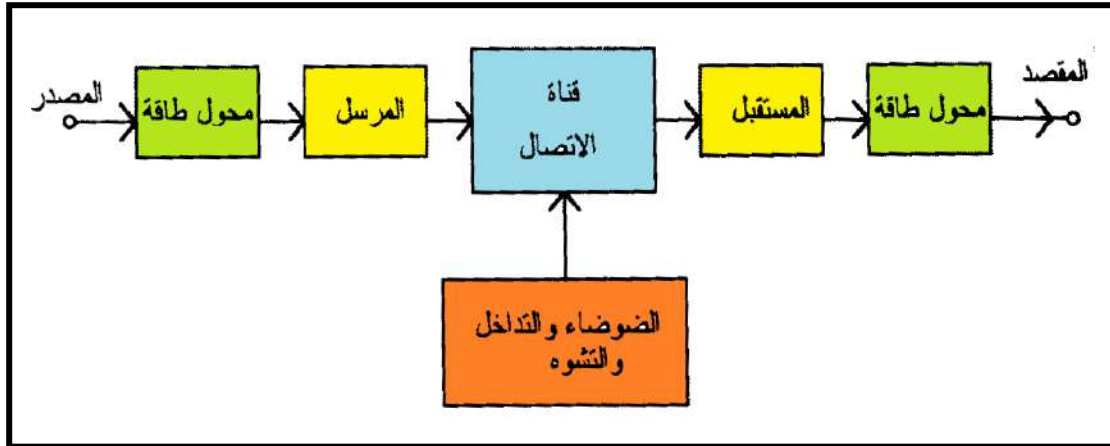 المصدر
محول طاقة
المرسل
قناة
الاتصال
المستقبل
محول طاقة
المقصد
الضوضاء والتداخل
والتشوه